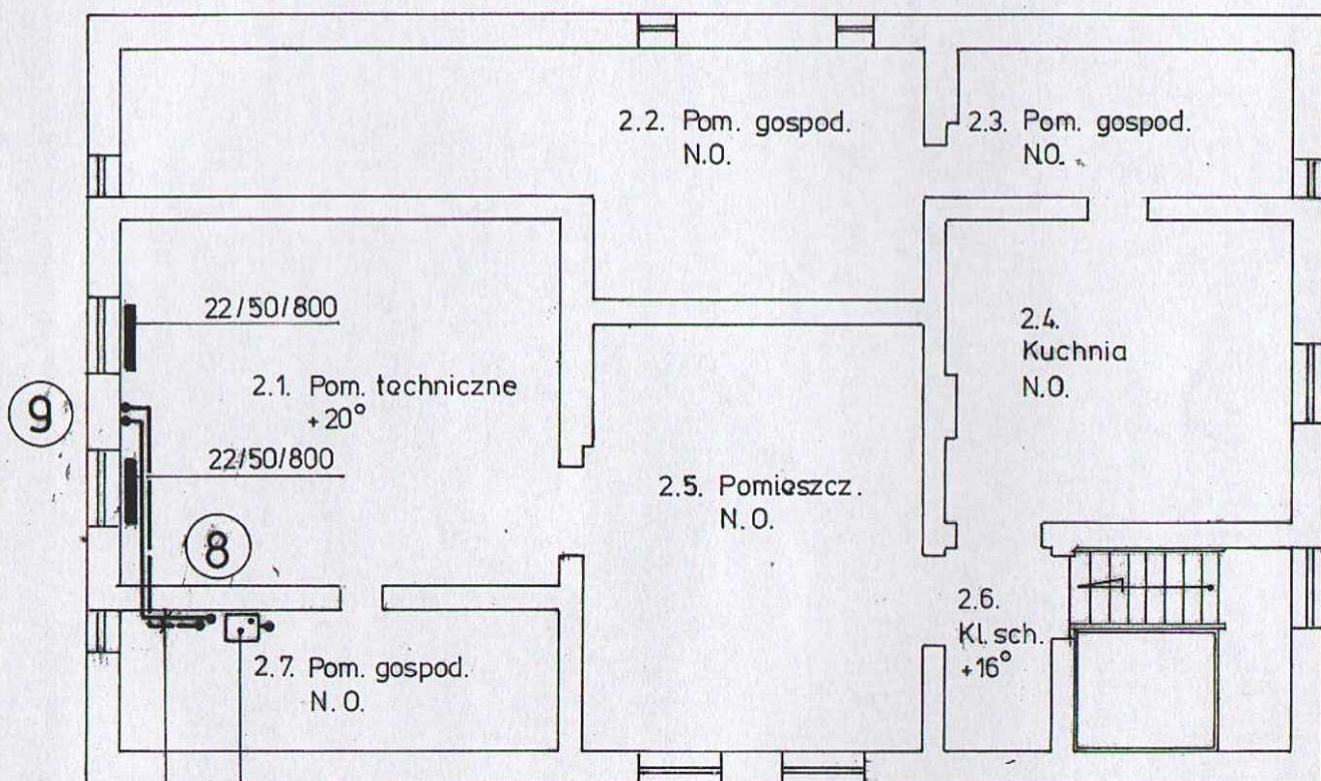 2.2. Pom. gospod.
N.O.
2.3. Pom. gospod.
N.O.
22/50/800
2.4.
Kuchnia
N.O.
2.1. Pom. techniczne
+20°
9
22/50/800
2.5. Pomieszcz.
N.O.
8
2.6.
Kl. sch.
+16°
2.7. Pom. gospod.
N.O.